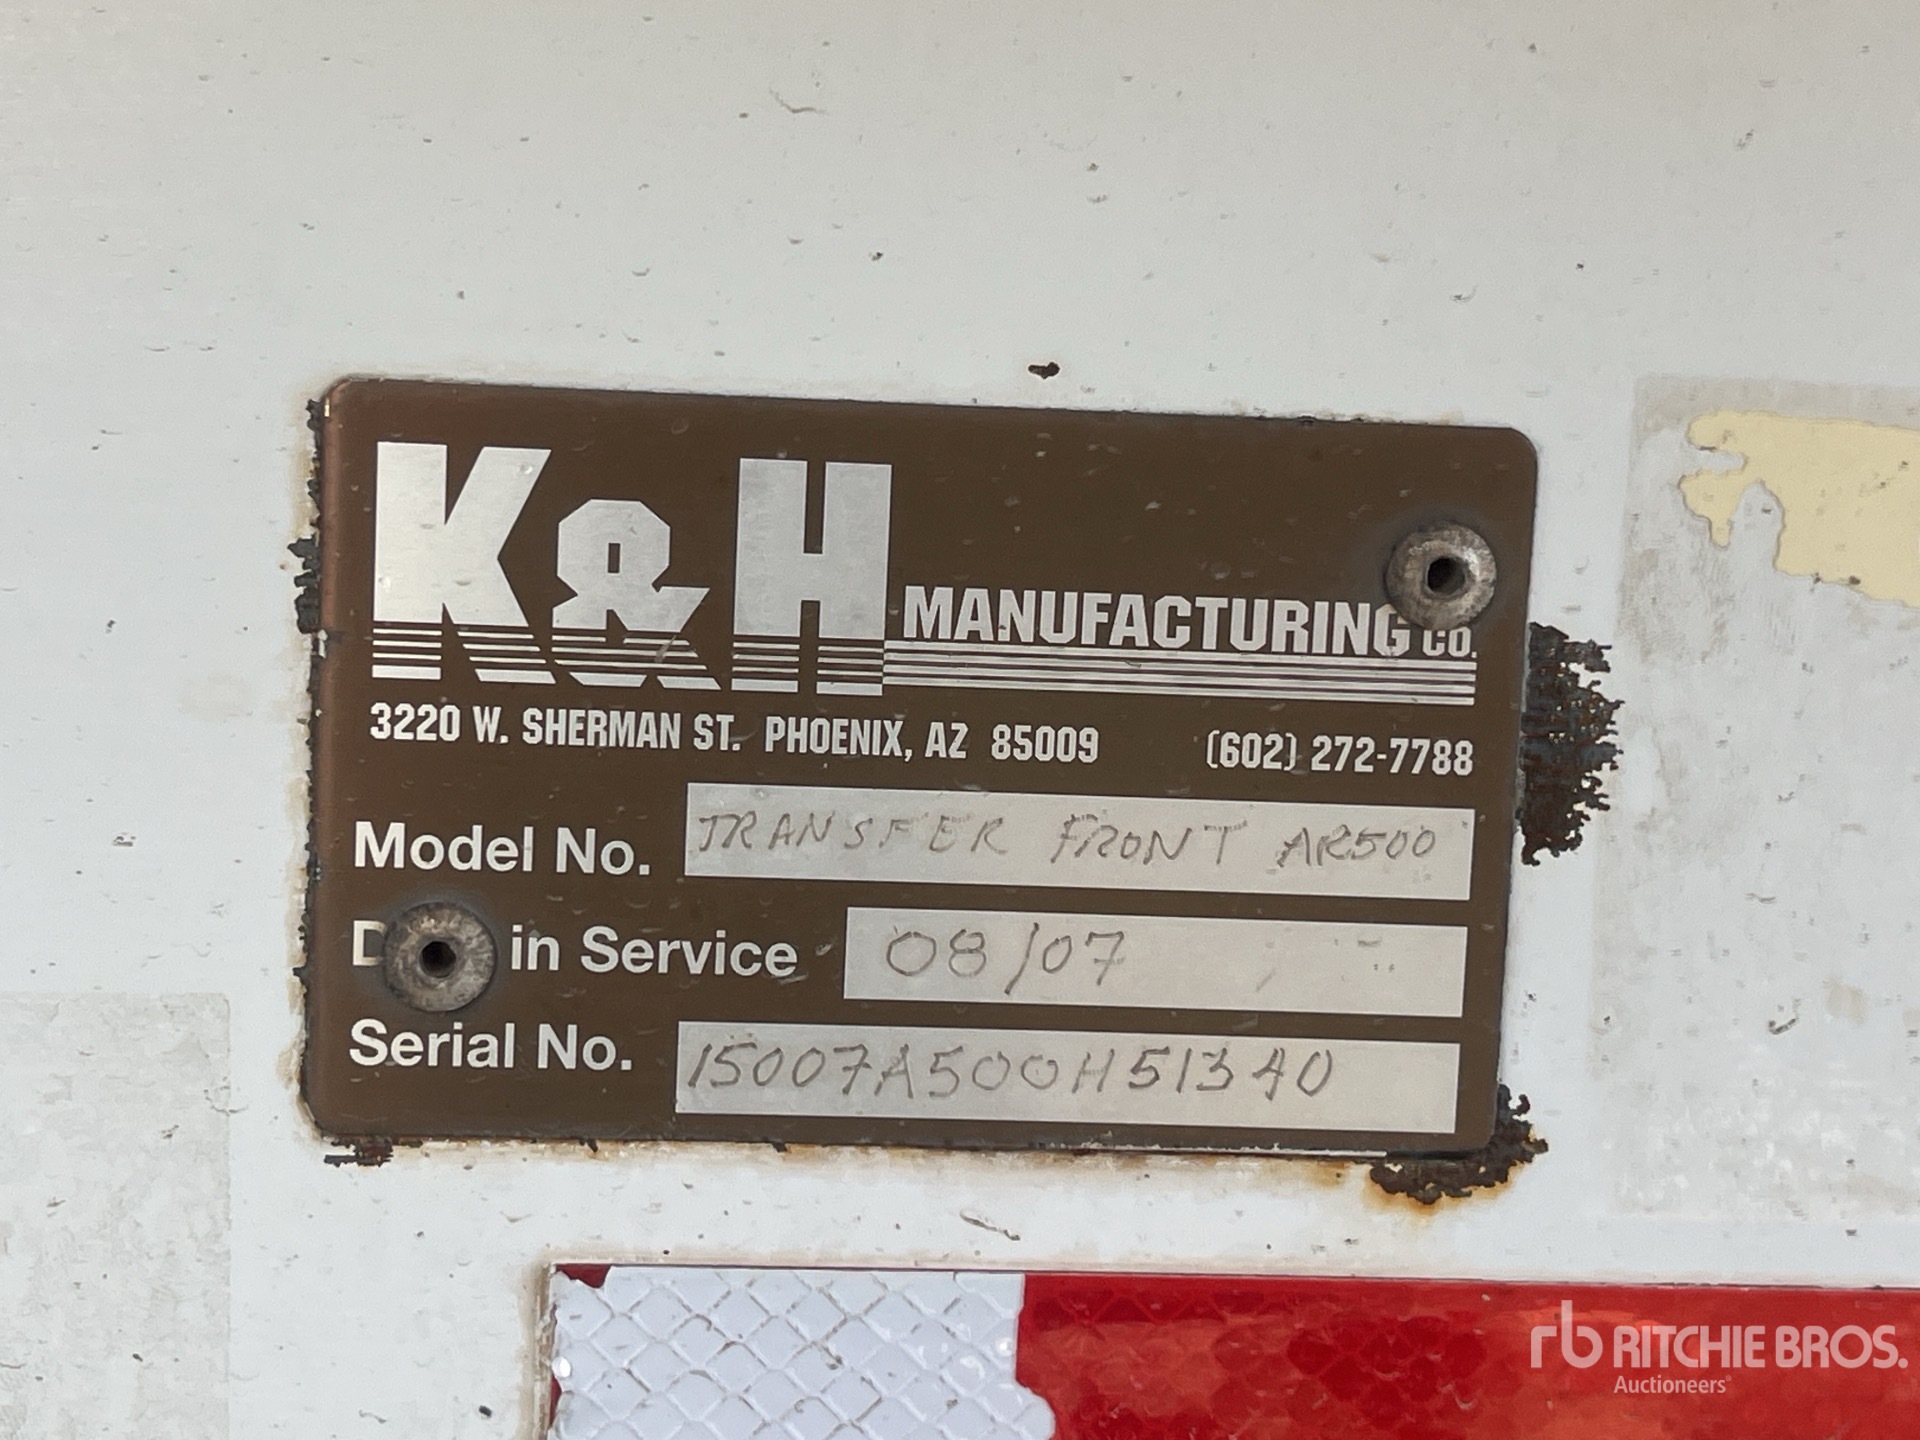 K&H MANUFACTURING CO.
3220 W. SHERMAN ST. PHOENIX, AZ 85009 (602) 272-7788
Model No. TRANSFER FRONT AR500
in Service 08/07
Serial No. 15007A500H51340
rb RITCHIE BROS.
Auctioneers